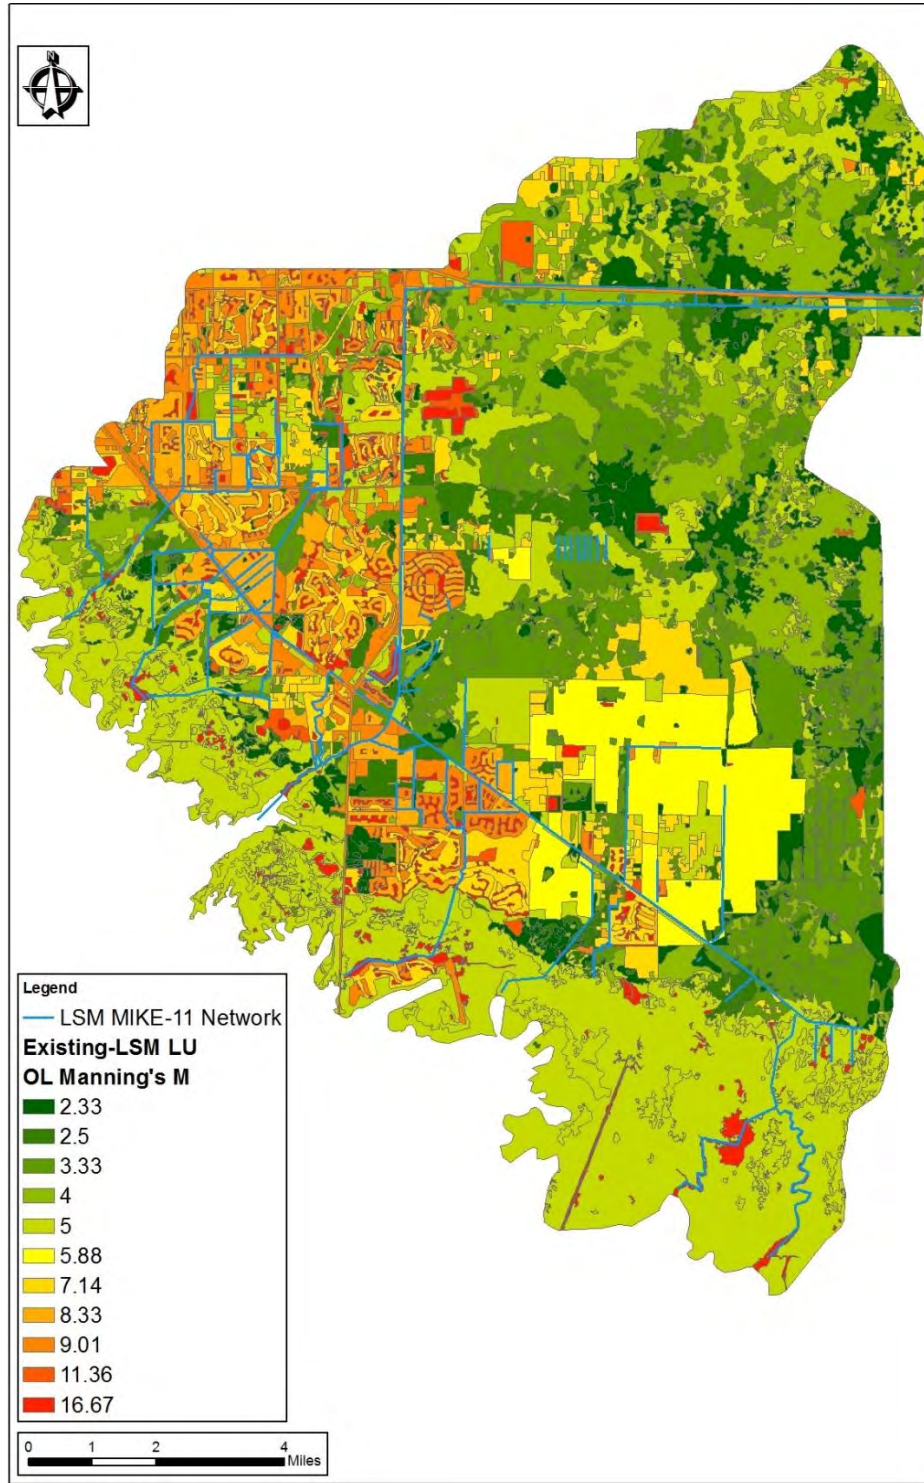 N
Legend
LSM MIKE-11 Network
Existing-LSM LU
OL Manning's M
2.33
2.5
3.33
4
5
5.88
7.14
8.33
9.01
11.36
16.67
0 1 2 4
Miles